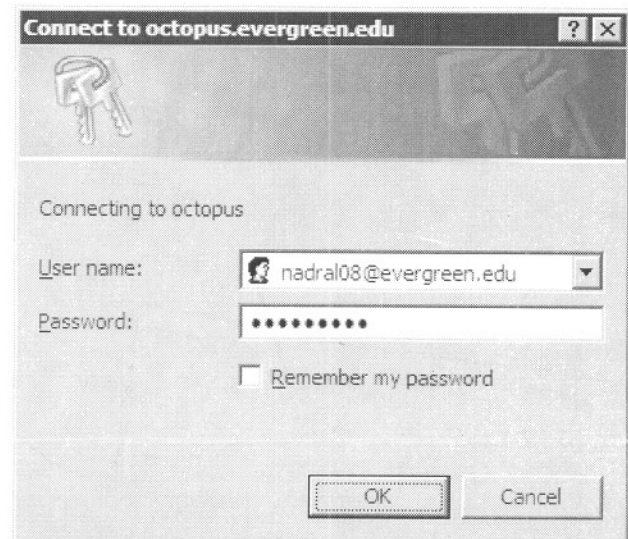 Connect to octopus.evergreen.edu ? X
Connecting to octopus
User name: nadral08@evergreen.edu
Password: •••••••••
Remember my password
OK Cancel